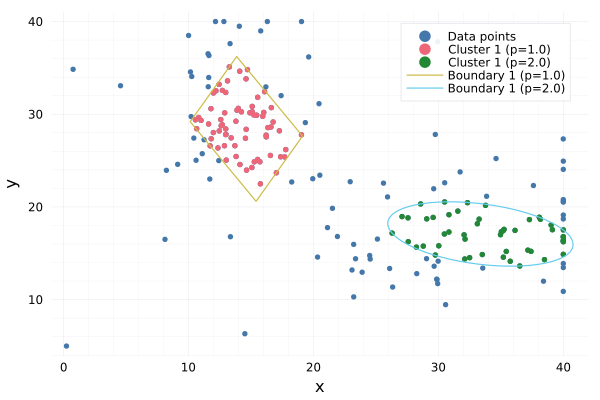 40
30
20
10
y
0
10
20
30
40
x
Data points
Cluster 1 (p=1.0)
Cluster 1 (p=2.0)
Boundary 1 (p=1.0)
Boundary 1 (p=2.0)